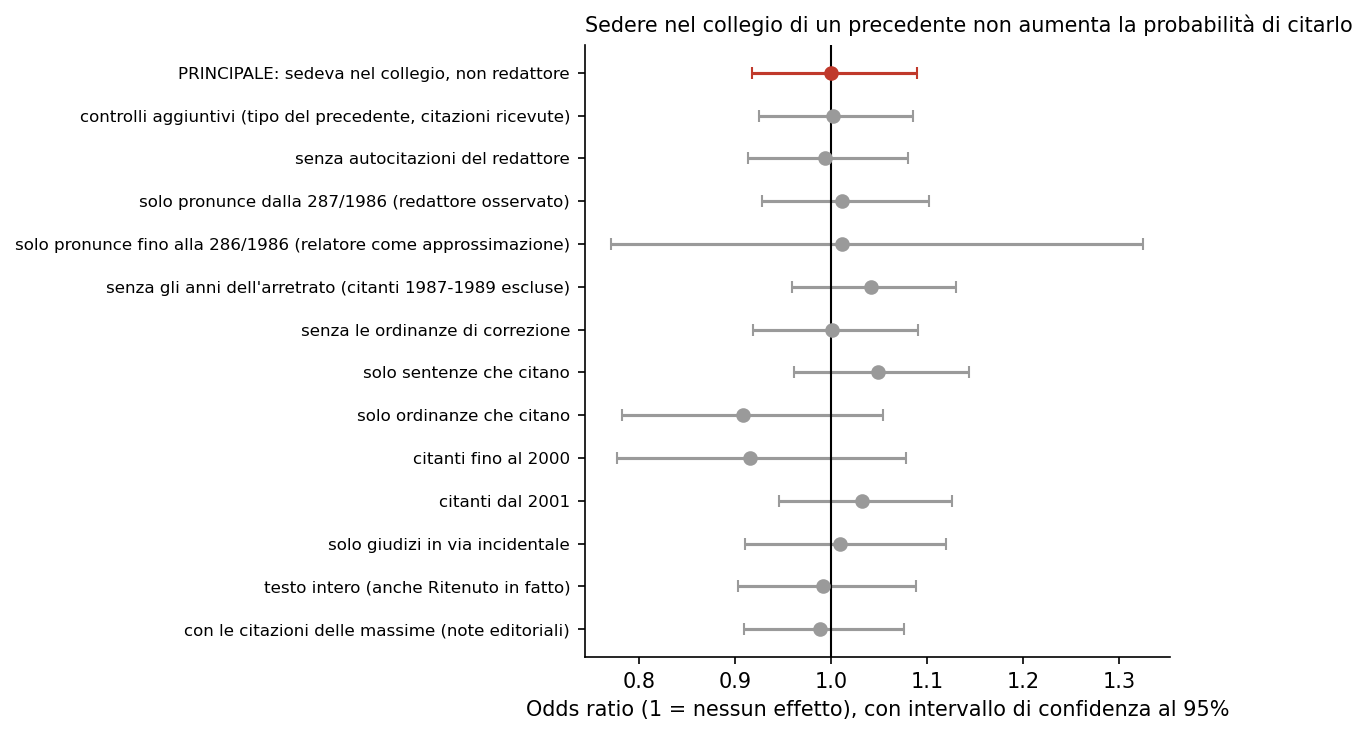 Sedere nel collegio di un precedente non aumenta la probabilità di citarlo
PRINCIPALE: sedeva nel collegio, non redattore
controlli aggiuntivi (tipo del precedente, citazioni ricevute)
senza autocitazioni del redattore
solo pronunce dalla 287/1986 (redattore osservato)
solo pronunce fino alla 286/1986 (relatore come approssimazione)
senza gli anni dell'arretrato (citanti 1987-1989 escluse)
senza le ordinanze di correzione
solo sentenze che citano
solo ordinanze che citano
citanti fino al 2000
citanti dal 2001
solo giudizi in via incidentale
testo intero (anche Ritenuto in fatto)
con le citazioni delle massime (note editoriali)
0.8 0.9 1.0 1.1 1.2 1.3
Odds ratio (1 = nessun effetto), con intervallo di confidenza al 95%